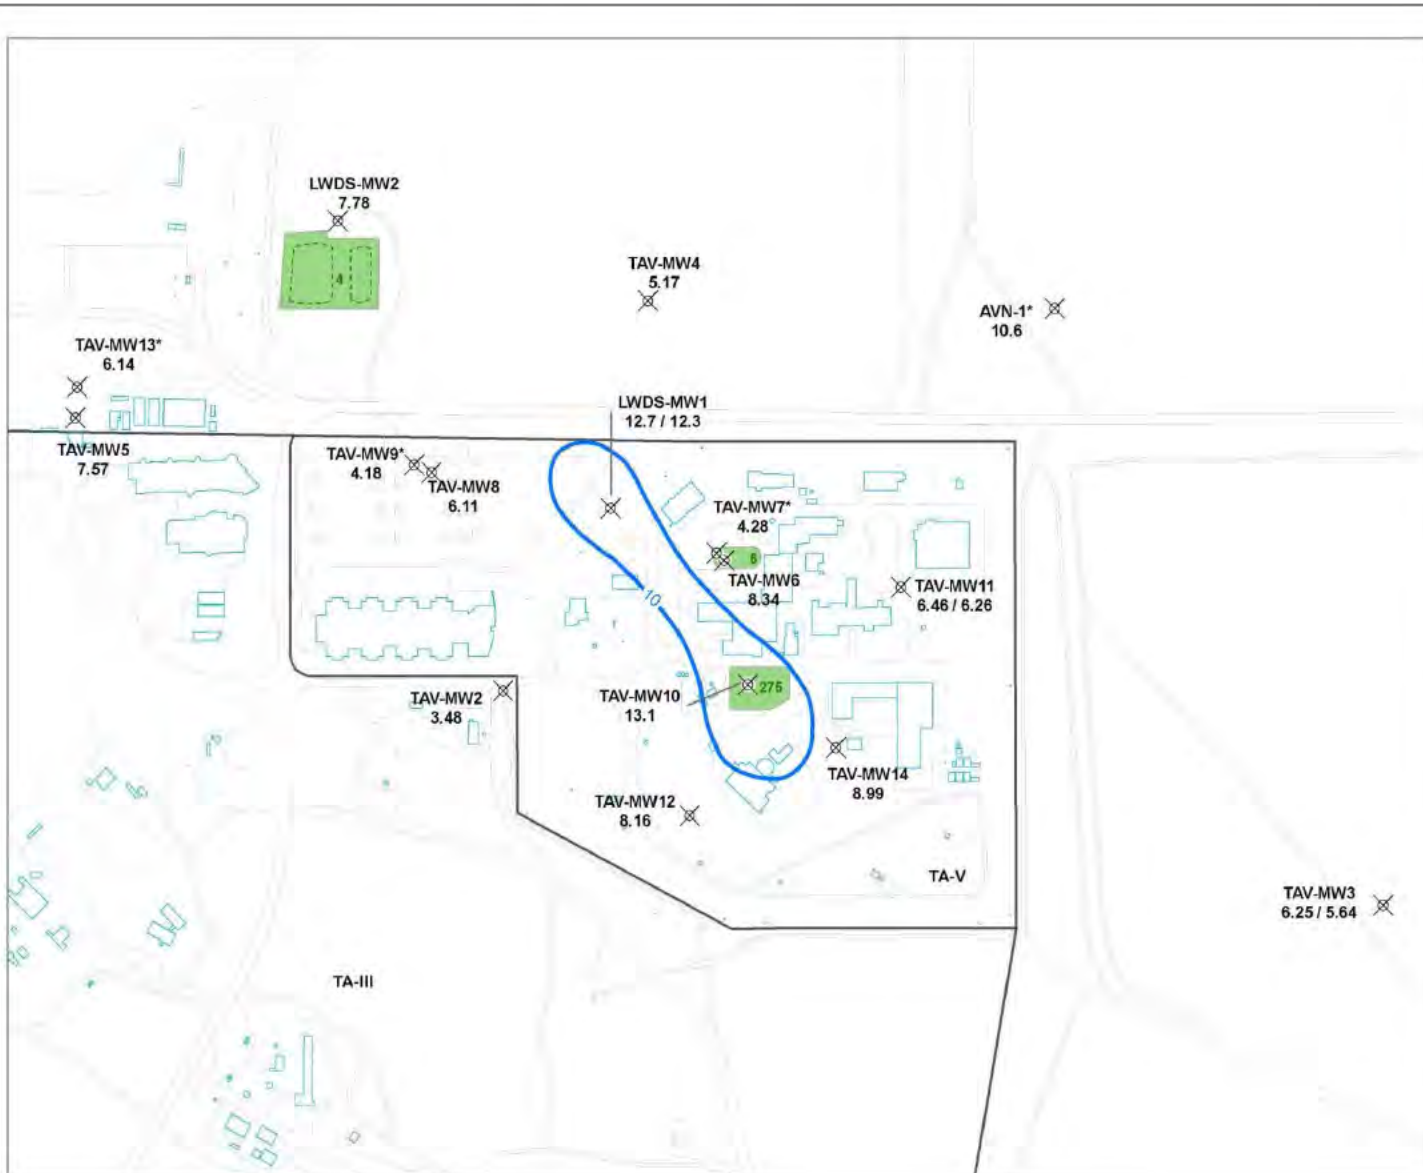 LWDS-MW2
7.78
4
TAV-MW4
5.17
AVN-1*
10.6
TAV-MW13*
6.14
LWDS-MW1
12.7 / 12.3
TAV-MW5
7.57
TAV-MW9*
4.18
TAV-MW8
6.11
TAV-MW7*
4.28
5
TAV-MW6
8.34
TAV-MW11
6.46 / 6.26
10
TAV-MW2
3.48
TAV-MW10
13.1
275
TAV-MW14
8.99
TAV-MW12
8.16
TA-V
TAV-MW3
6.25 / 5.64
TA-III